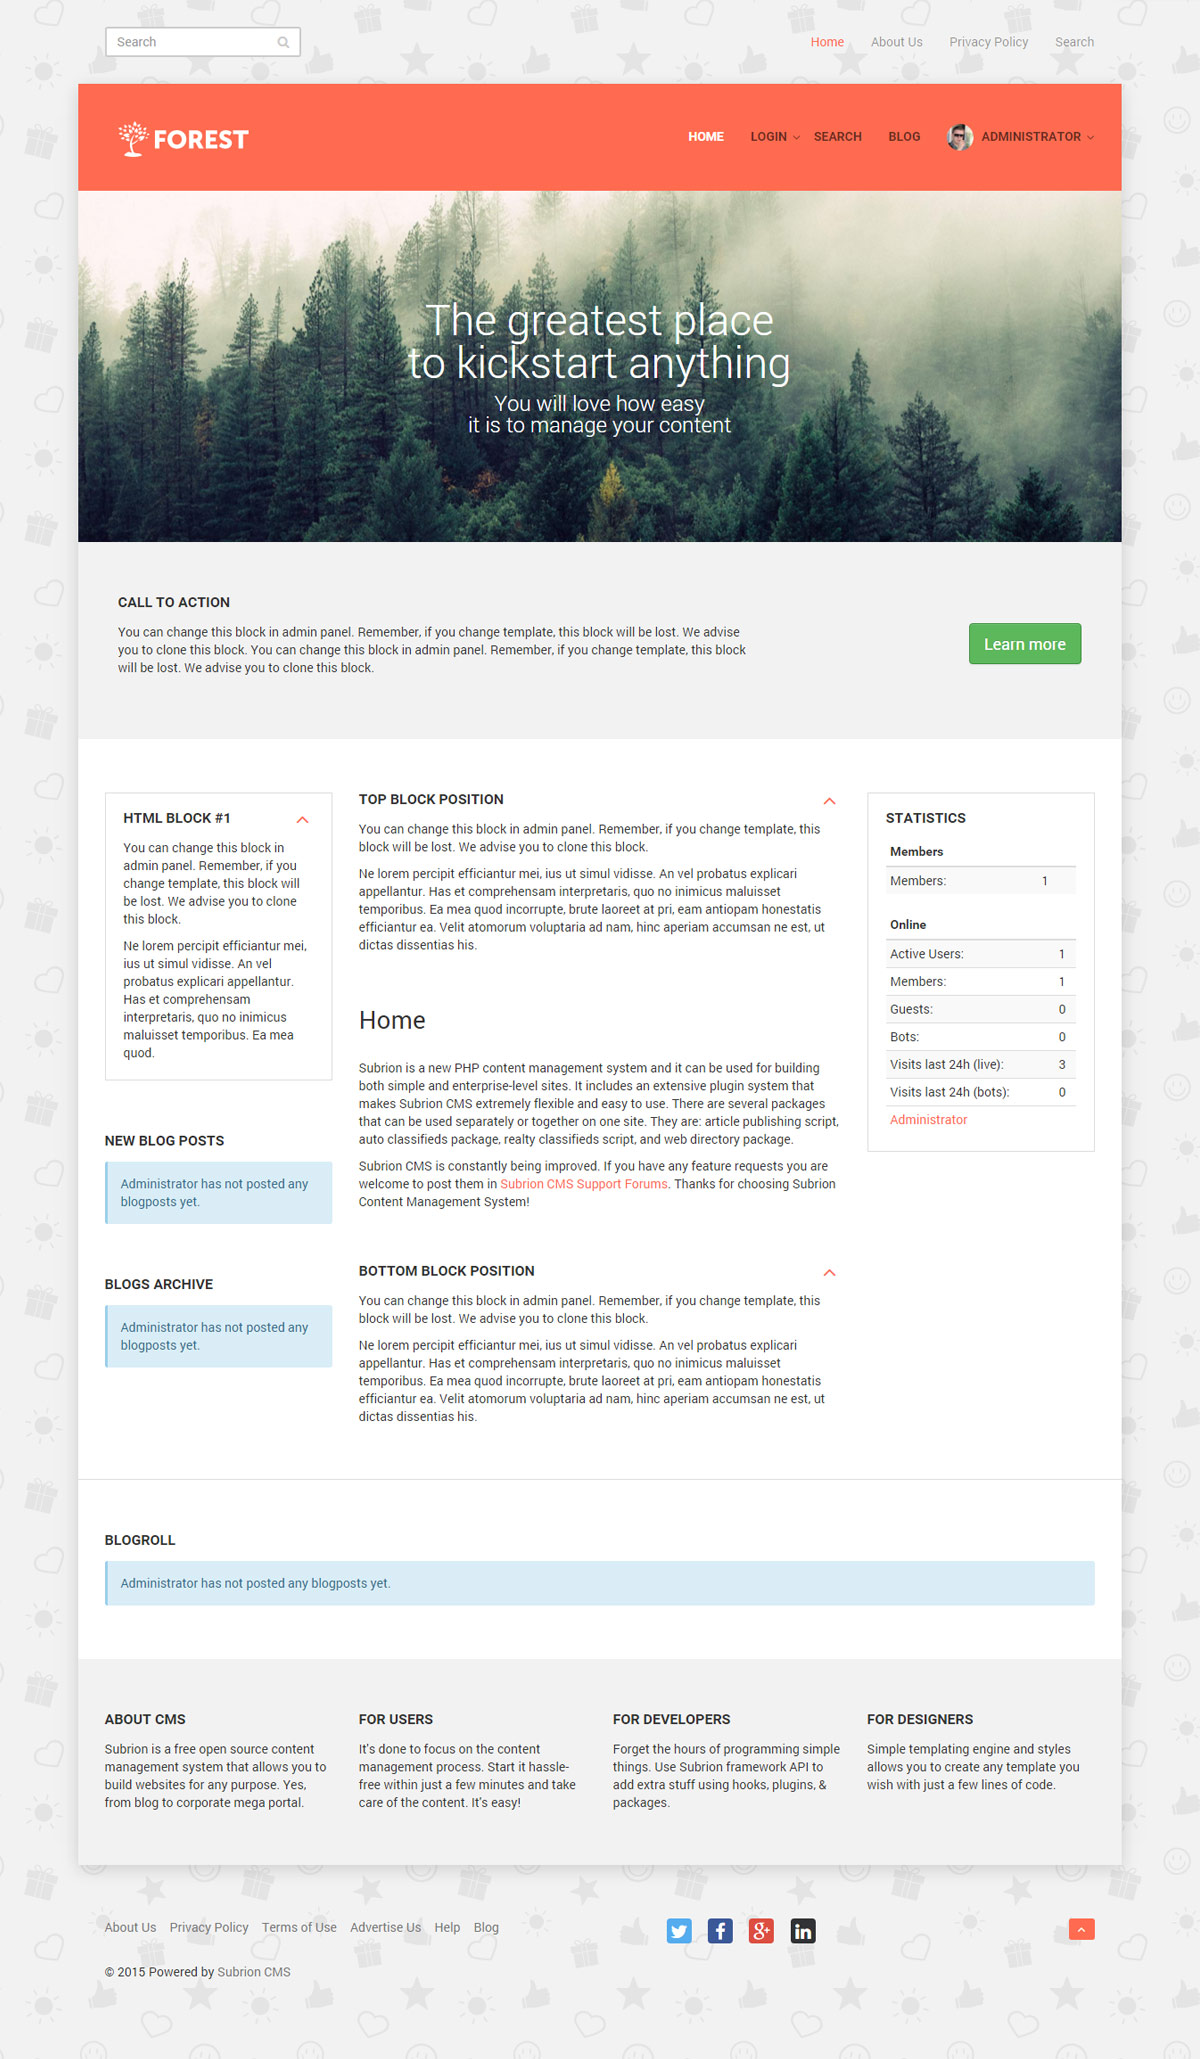 Search
Home About Us Privacy Policy Search
FOREST
HOME LOGIN SEARCH BLOG ADMINISTRATOR
The greatest place
to kickstart anything
You will love how easy
it is to manage your content
CALL TO ACTION
You can change this block in admin panel. Remember, if you change template, this block will be lost. We advise
you to clone this block. You can change this block in admin panel. Remember, if you change template, this block
will be lost. We advise you to clone this block.
Learn more
HTML BLOCK #1
You can change this block in
admin panel. Remember, if you
change template, this block will
be lost. We advise you to clone
this block.
Ne lorem percipit efficiantur mei,
ius ut simul vidisse. An vel
probatus explicari appellantur.
Has et comprehensam
interpretaris, quo no inimicus
maluisset temporibus. Ea mea
quod.
NEW BLOG POSTS
Administrator has not posted any
blogposts yet.
BLOGS ARCHIVE
Administrator has not posted any
blogposts yet.
TOP BLOCK POSITION
You can change this block in admin panel. Remember, if you change template, this
block will be lost. We advise you to clone this block.
Ne lorem percipit efficiantur mei, ius ut simul vidisse. An vel probatus explicari
appellantur. Has et comprehensam interpretaris, quo no inimicus maluisset
temporibus. Ea mea quod incorrupte, brute laoreet at pri, eam antiopam honestatis
efficiantur ea. Velit atomorum voluptaria ad nam, hinc aperiam accumsan ne est, ut
dictas dissentias his.
Home
Subrion is a new PHP content management system and it can be used for building
both simple and enterprise-level sites. It includes an extensive plugin system that
makes Subrion CMS extremely flexible and easy to use. There are several packages
that can be used separately or together on one site. They are: article publishing script,
auto classifieds package, realty classifieds script, and web directory package.
Subrion CMS is constantly being improved. If you have any feature requests you are
welcome to post them in Subrion CMS Support Forums. Thanks for choosing Subrion
Content Management System!
BOTTOM BLOCK POSITION
You can change this block in admin panel. Remember, if you change template, this
block will be lost. We advise you to clone this block.
Ne lorem percipit efficiantur mei, ius ut simul vidisse. An vel probatus explicari
appellantur. Has et comprehensam interpretaris, quo no inimicus maluisset
temporibus. Ea mea quod incorrupte, brute laoreet at pri, eam antiopam honestatis
efficiantur ea. Velit atomorum voluptaria ad nam, hinc aperiam accumsan ne est, ut
dictas dissentias his.
STATISTICS
Members
Members: 1
Online
Active Users: 1
Members: 1
Guests: 0
Bots: 0
Visits last 24h (live): 3
Visits last 24h (bots): 0
Administrator
BLOGROLL
Administrator has not posted any blogposts yet.
ABOUT CMS
Subrion is a free open source content
management system that allows you to
build websites for any purpose. Yes,
from blog to corporate mega portal.
FOR USERS
It's done to focus on the content
management process. Start it hassle-
free within just a few minutes and take
care of the content. It's easy!
FOR DEVELOPERS
Forget the hours of programming simple
things. Use Subrion framework API to
add extra stuff using hooks, plugins, &
packages.
FOR DESIGNERS
Simple templating engine and styles
allows you to create any template you
wish with just a few lines of code.
About Us Privacy Policy Terms of Use Advertise Us Help Blog
© 2015 Powered by Subrion CMS